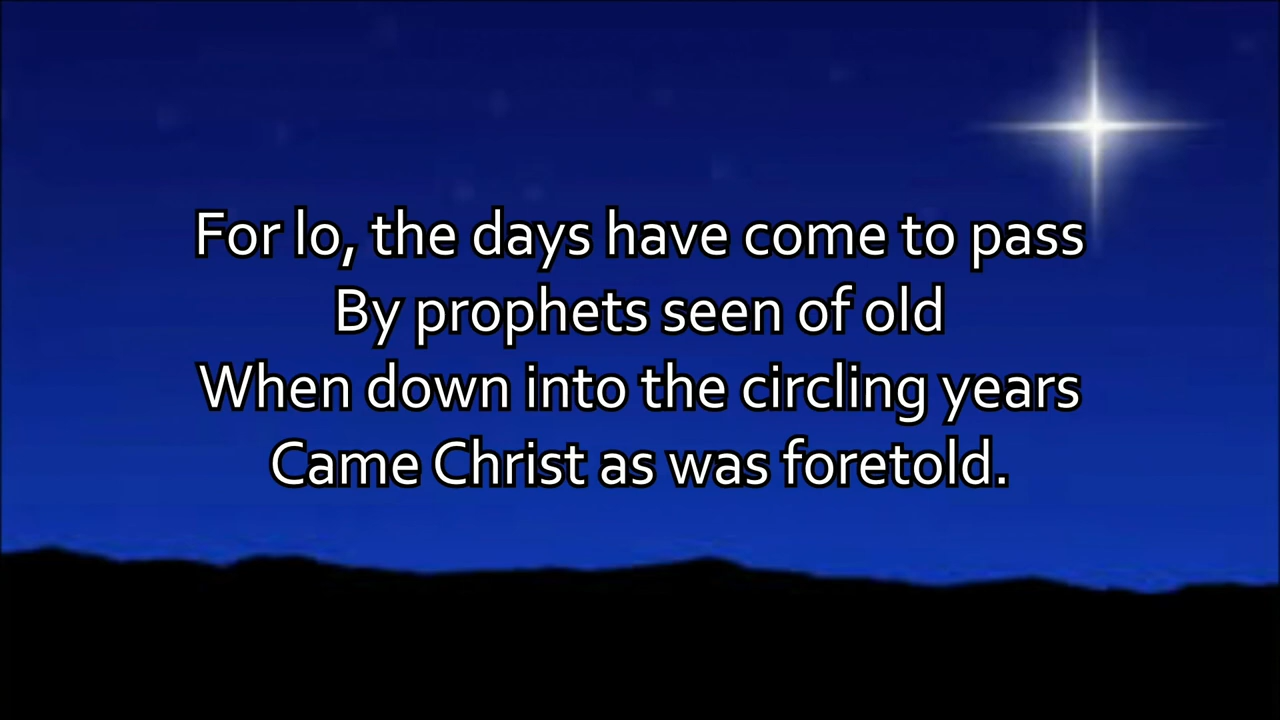 For lo, the days have come to pass
By prophets seen of old
When down into the circling years
Came Christ as was foretold.